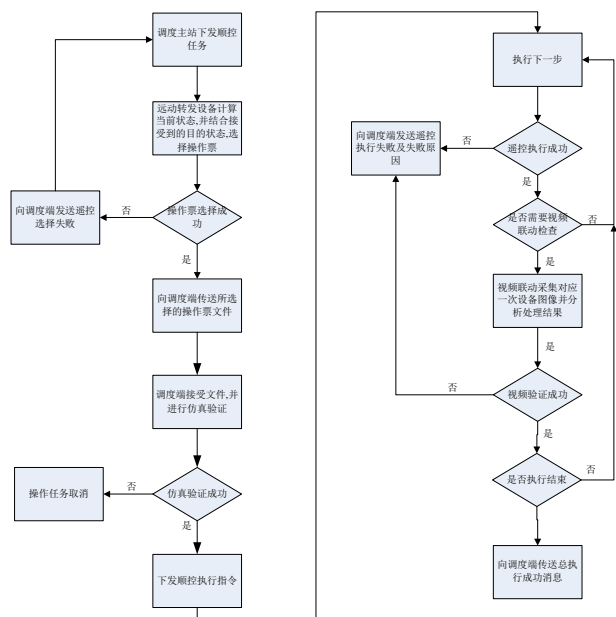 调度主站下发顺控
任务
远动转发设备计算
当前状态,并结合接
受到的目的状态,选
择操作票
操作票选择成
功
否
向调度端发送遥控
选择失败
是
向调度端传送所选
择的操作票文件
调度端接受文件,并
进行仿真验证
仿真验证成功
否
操作任务取消
是
下发顺控执行指令
执行下一步
遥控执行成功
否
向调度端发送遥控
执行失败及失败原
因
是
是否需要视频
联动检查
否
是
视频联动采集对应
一次设备图像并分
析处理结果
是
视频验证成功
否
是
是否执行结束
否
是
向调度端传送总执
行成功消息